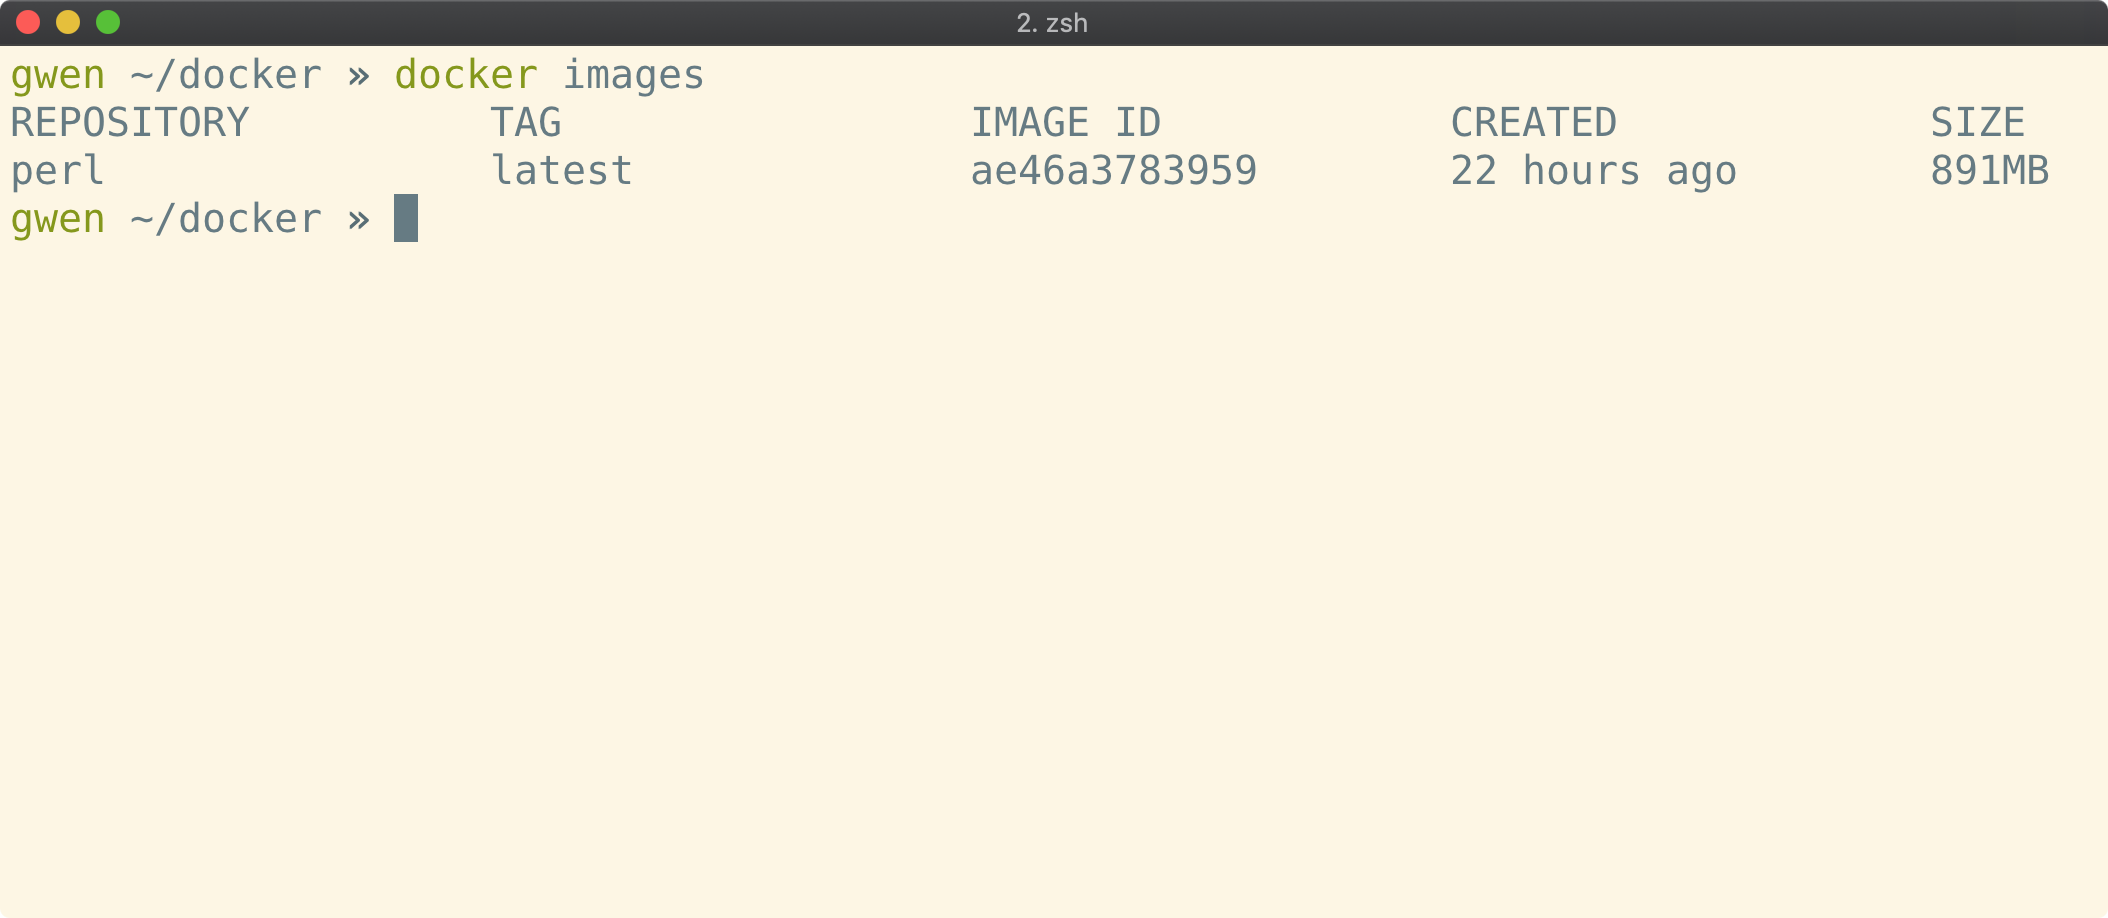 2. zsh
gwen ~/docker » docker images
REPOSITORY TAG IMAGE ID CREATED SIZE
perl latest ae46a3783959 22 hours ago 891MB
gwen ~/docker »